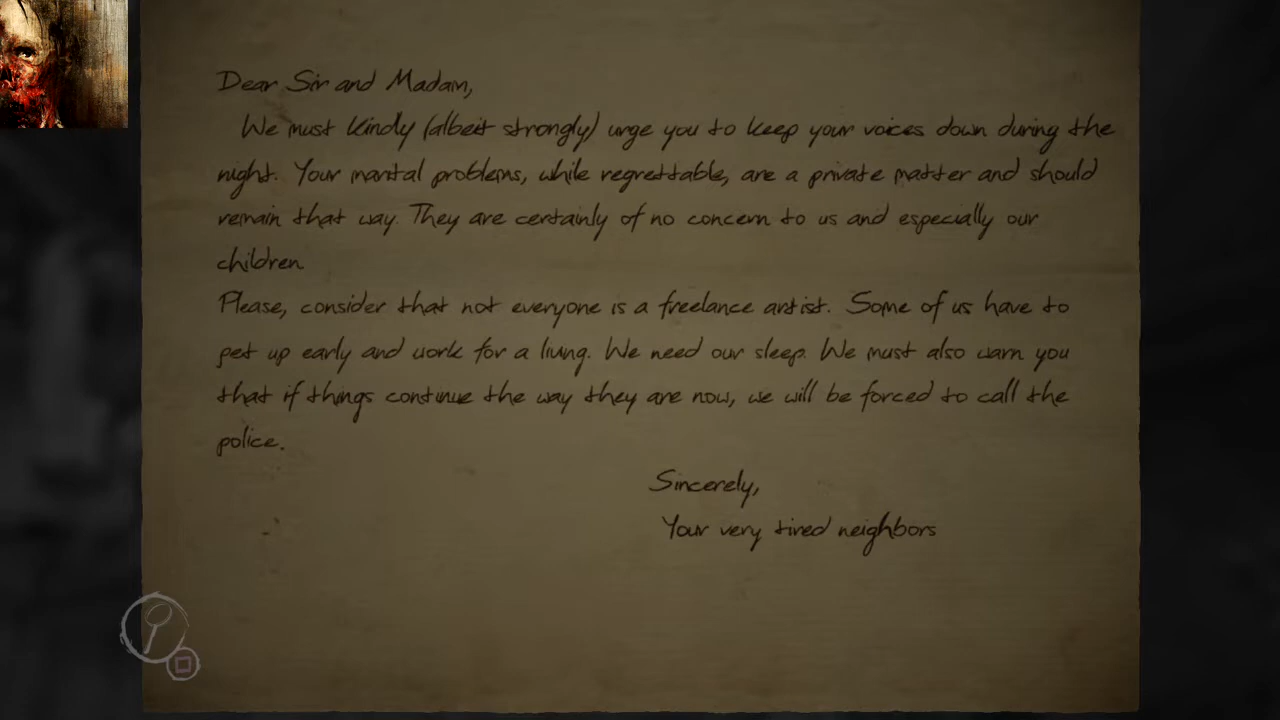 Dear Sir and Madam,
We must kindly (albeit strongly) urge you to keep your voices down during the
night. Your marital problems, while regrettable, are a private matter and should
remain that way. They are certainly of no concern to us and especially our
children.
Please, consider that not everyone is a freelance artist. Some of us have to
get up early and work for a living. We need our sleep. We must also warn you
that if things continue the way they are now, we will be forced to call the
police.
Sincerely,
Your very tired neighbors